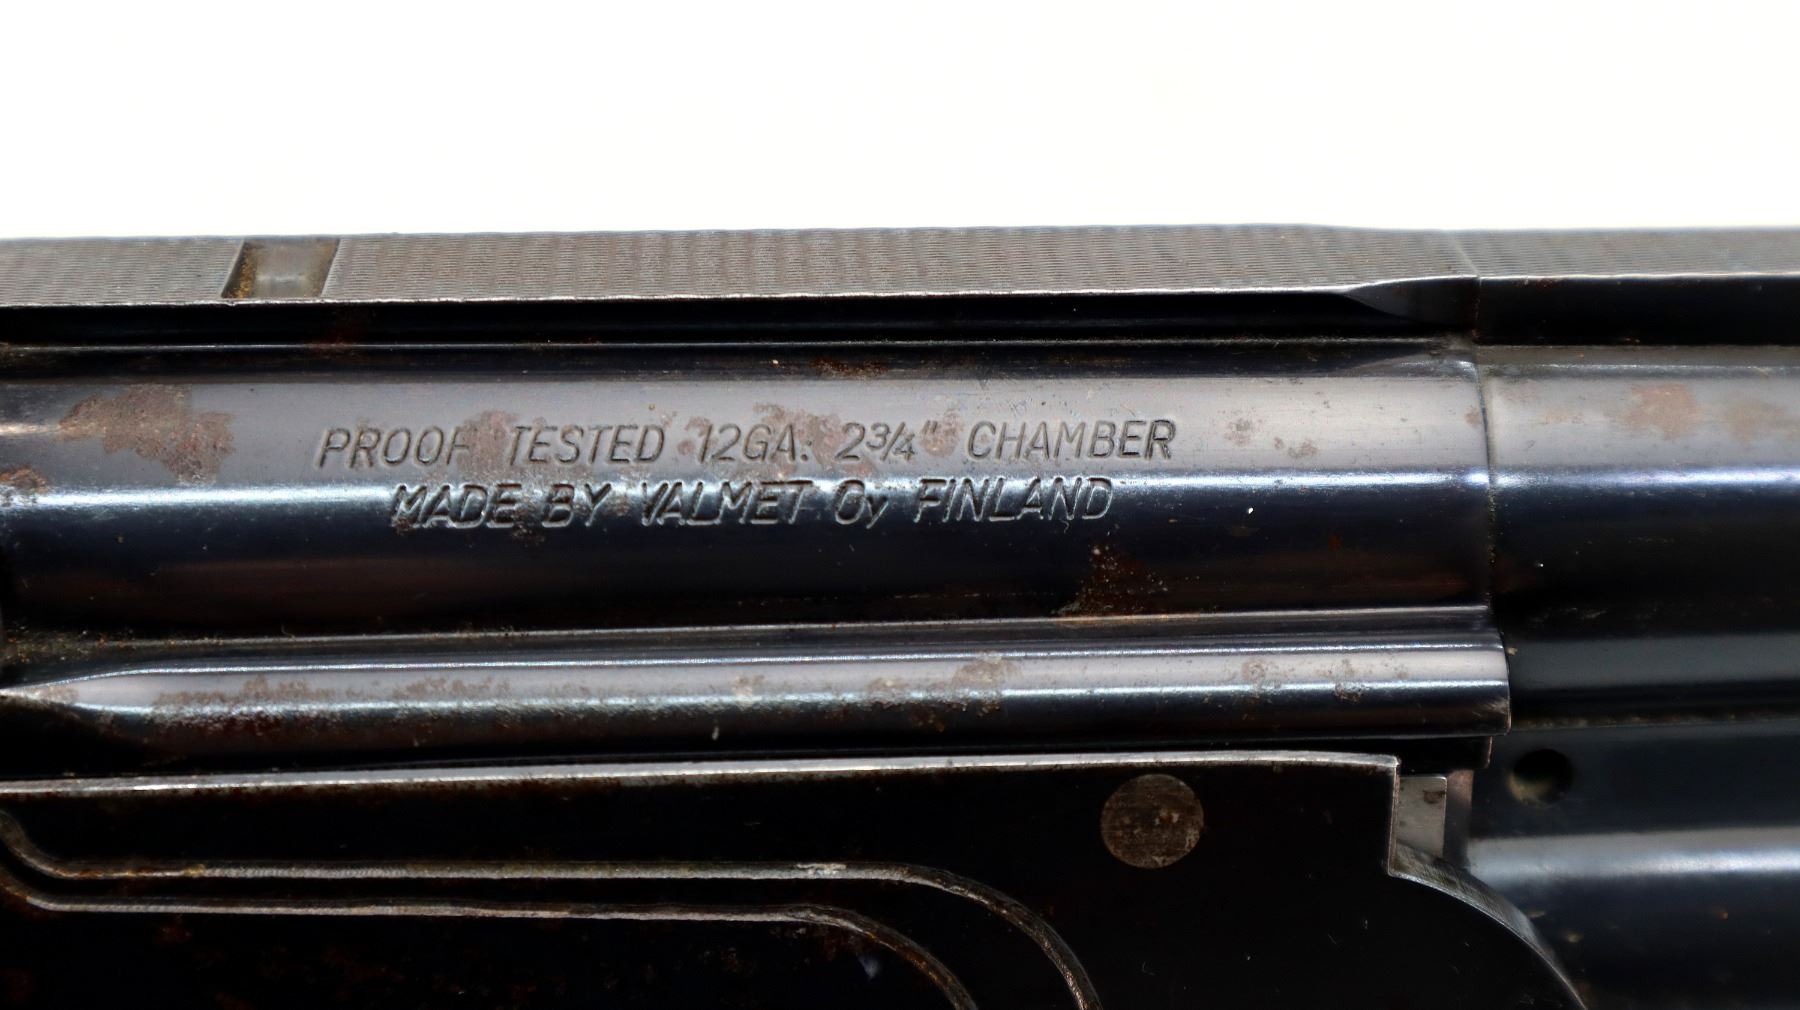 PROOF TESTED 12GA: 2¾" CHAMBER
MADE BY VALMET Oy FINLAND